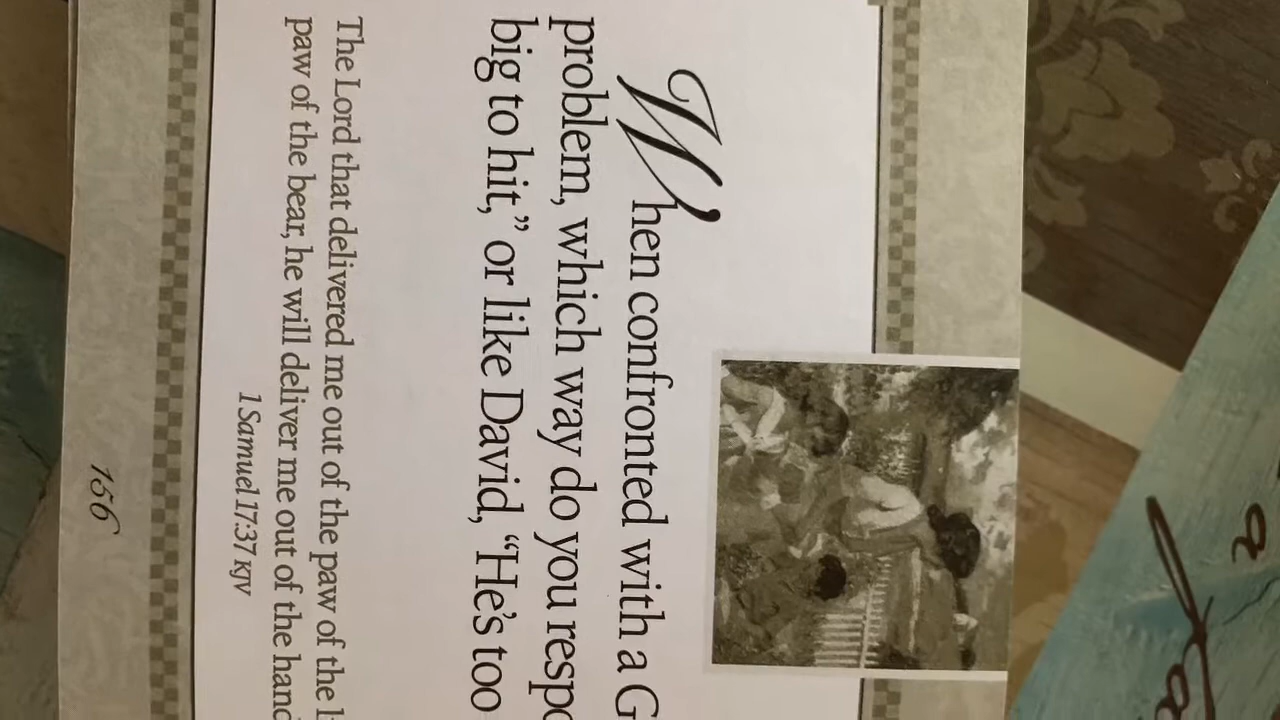 When confronted with a G
problem, which way do you respo
big to hit,” or like David, “He’s too
The Lord that delivered me out of the paw of the l
paw of the bear, he will deliver me out of the hand
1 Samuel 17:37 KJV
156
a